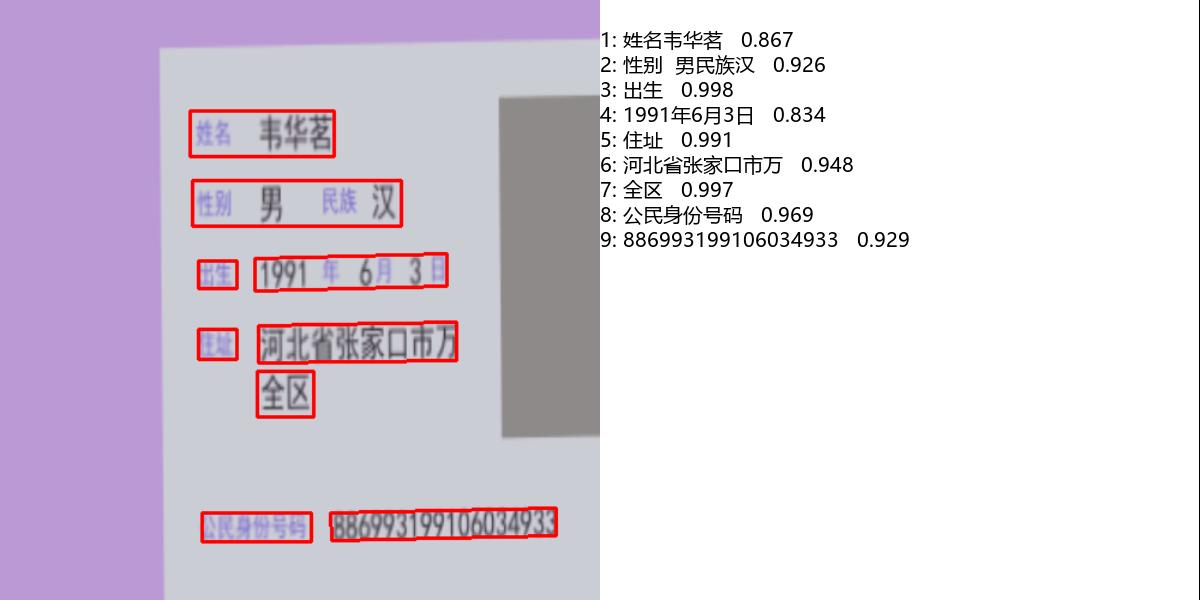 姓名 韦华茗
性别 男 民族 汉
出生 1991 年 6 月 3 日
住址 河北省张家口市万
全区
公民身份号码 886993199106034933
1: 姓名韦华茗 0.867
2: 性别 男民族汉 0.926
3: 出生 0.998
4: 1991年6月3日 0.834
5: 住址 0.991
6: 河北省张家口市万 0.948
7: 全区 0.997
8: 公民身份号码 0.969
9: 886993199106034933 0.929